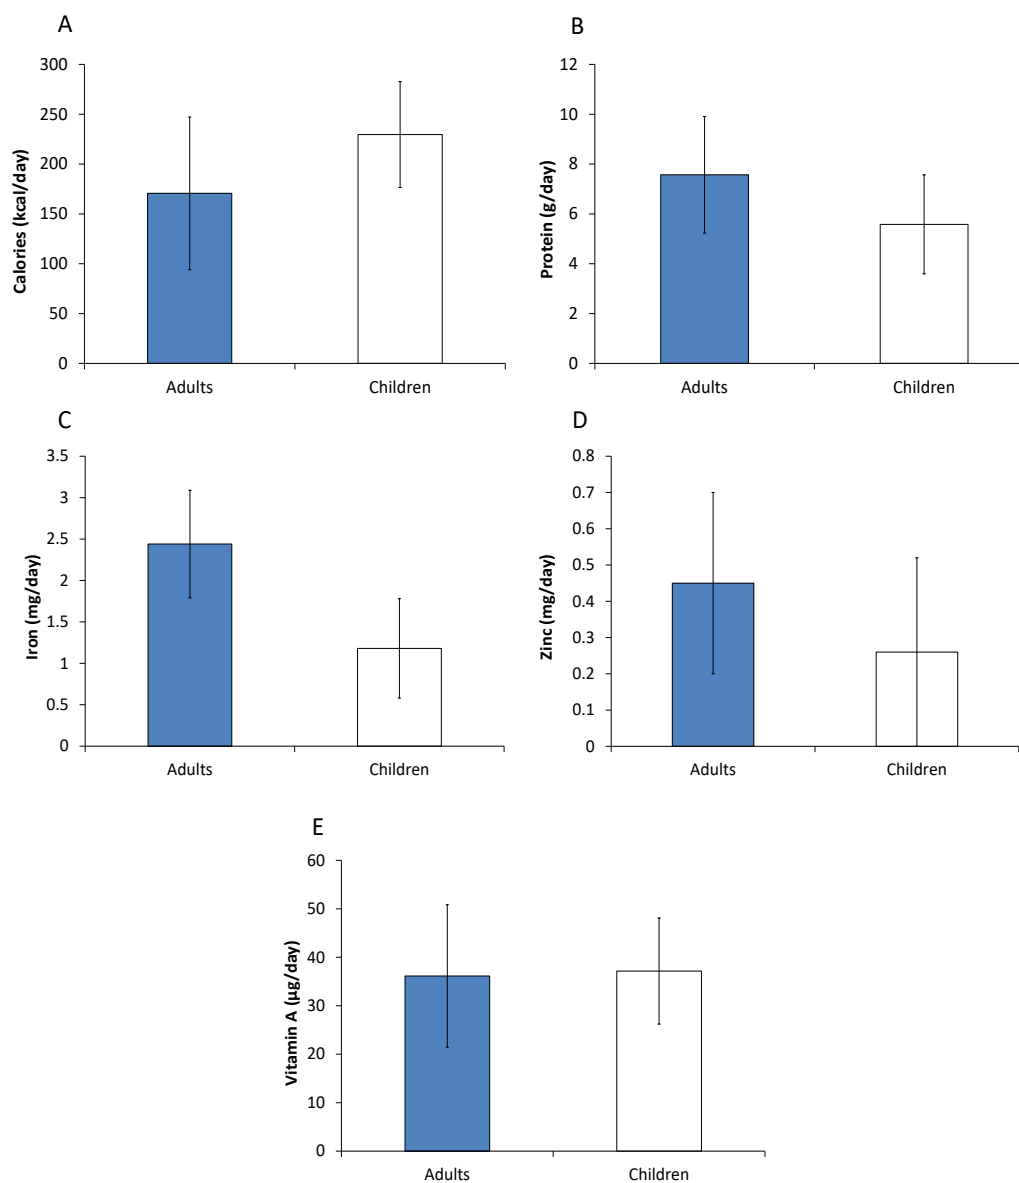 A
300
250
200
150
100
50
0
Calories (kcal/day)
Adults Children
B
12
10
8
6
4
2
0
Protein (g/day)
Adults Children
C
3.5
3
2.5
2
1.5
1
0.5
0
Iron (mg/day)
Adults Children
D
0.8
0.7
0.6
0.5
0.4
0.3
0.2
0.1
0
Zinc (mg/day)
Adults Children
E
60
50
40
30
20
10
0
Vitamin A (µg/day)
Adults Children